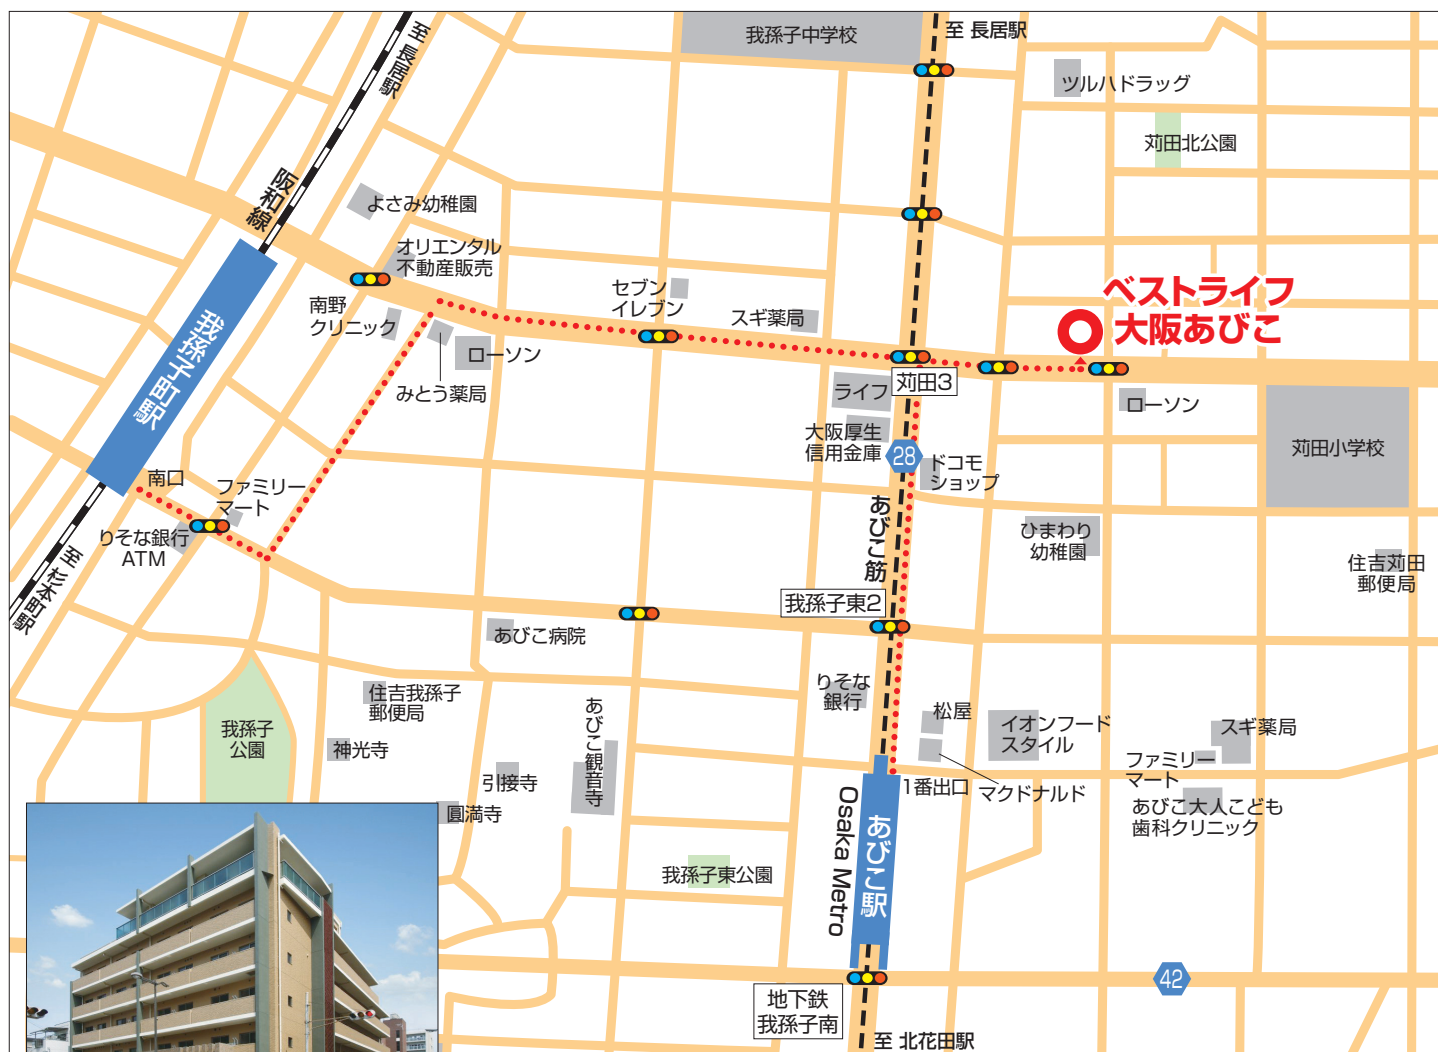 我孫子中学校
至 長居駅
至 長居駅
ツルハドラッグ
苅田北公園
阪和線
よさみ幼稚園
オリエンタル
不動産販売
南野
クリニック
セブン
イレブン
スギ薬局
ベストライフ
大阪あびこ
我孫子町駅
ローソン
みとう薬局
ライフ
苅田3
ローソン
大阪厚生
信用金庫
28
ドコモ
ショップ
苅田小学校
南口
ファミリー
マート
りそな銀行
ATM
あびこ筋
ひまわり
幼稚園
住吉苅田
郵便局
至 杉本町駅
我孫子東2
あびこ病院
りそな
銀行
住吉我孫子
郵便局
あびこ観音寺
松屋
イオンフード
スタイル
スギ薬局
我孫子
公園
神光寺
引接寺
ファミリー
マート
1番出口
マクドナルド
圓満寺
あびこ大人こども
歯科クリニック
Osaka Metro
あびこ駅
我孫子東公園
42
地下鉄
我孫子南
至 北花田駅